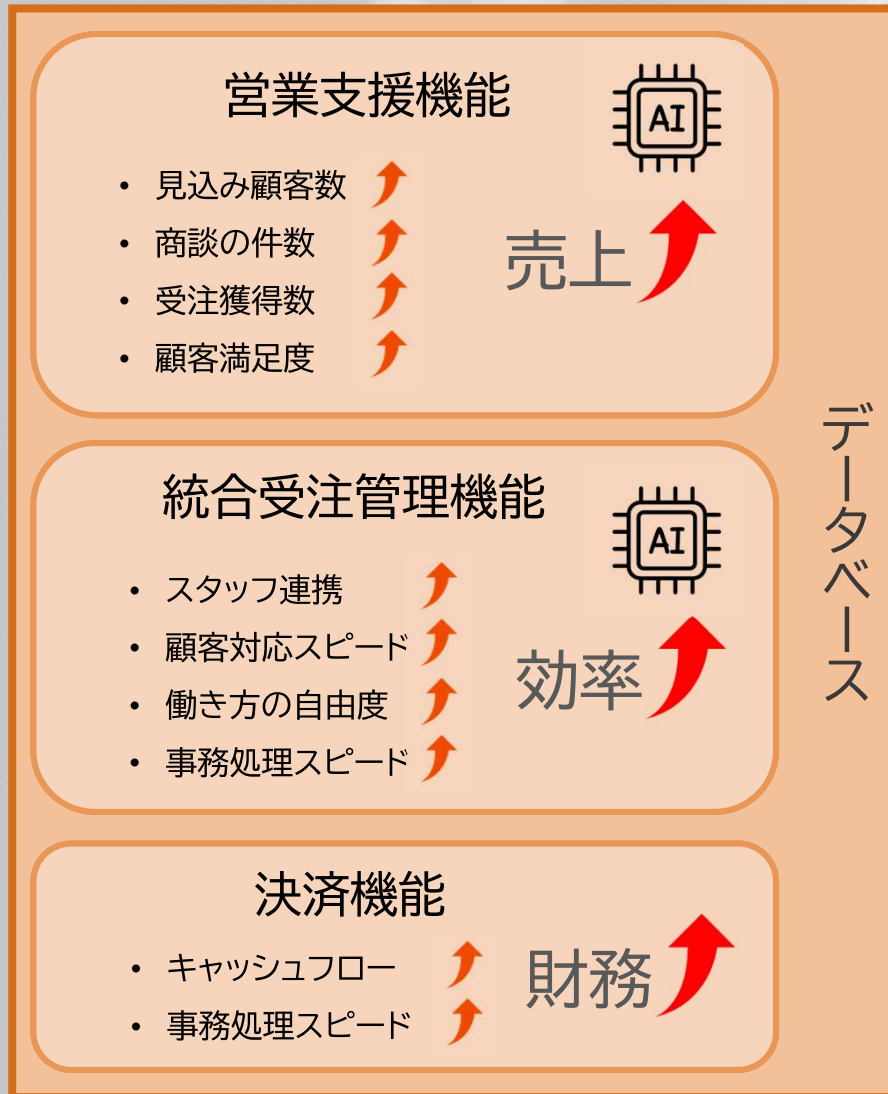 営業支援機能
AI
• 見込み顧客数
• 商談の件数
• 受注獲得数
• 顧客満足度
売上
統合受注管理機能
AI
• スタッフ連携
• 顧客対応スピード
• 働き方の自由度
• 事務処理スピード
効率
決済機能
• キャッシュフロー
• 事務処理スピード
財務
データベース